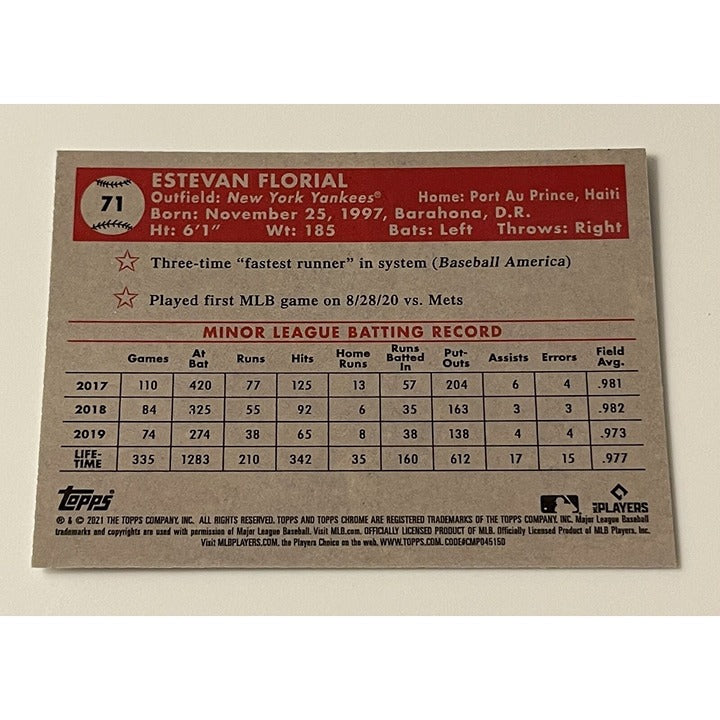 71
ESTEVAN FLORIAL
Outfield: New York Yankees® Home: Port Au Prince, Haiti
Born: November 25, 1997, Barahona, D.R.
Ht: 6'1" Wt: 185 Bats: Left Throws: Right
Three-time "fastest runner" in system (Baseball America)
Played first MLB game on 8/28/20 vs. Mets
MINOR LEAGUE BATTING RECORD
Games At Bat Runs Hits Home Runs Runs Batted In Put-Outs Assists Errors Field Avg.
2017 110 420 77 125 13 57 204 6 4 .981
2018 84 325 55 92 6 35 163 3 3 .982
2019 74 274 38 65 8 38 138 4 4 .973
LIFE-TIME 335 1283 210 342 35 160 612 17 15 .977
Topps
MLB PLAYERS
® & © 2021 THE TOPPS COMPANY, INC. ALL RIGHTS RESERVED. TOPPS AND TOPPS CHROME ARE REGISTERED TRADEMARKS OF THE TOPPS COMPANY, INC. Major League Baseball
trademarks and copyrights are used with permission of Major League Baseball. Visit MLB.com. OFFICIALLY LICENSED PRODUCT OF MLB. Officially Licensed Product of MLB Players, Inc.
Visit MLBPLAYERS.COM, the Players Choice on the web. WWW.TOPPS.COM. CODE#CMP045150